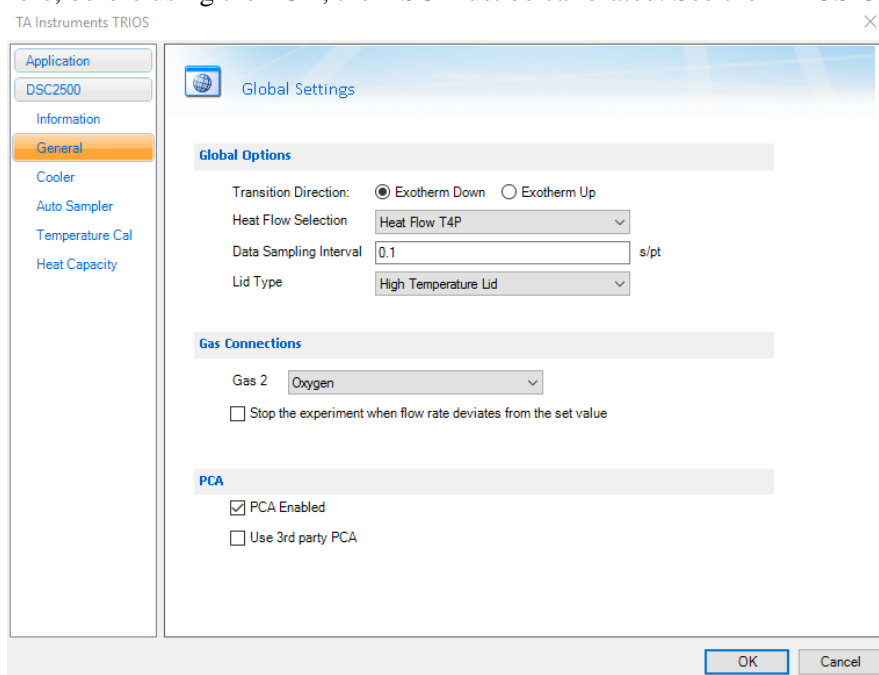 TA Instruments TRIOS
Application
DSC2500
Information
General
Cooler
Auto Sampler
Temperature Cal
Heat Capacity
Global Settings
Global Options
Transition Direction: Exotherm Down Exotherm Up
Heat Flow Selection Heat Flow T4P
Data Sampling Interval 0.1 s/pt
Lid Type High Temperature Lid
Gas Connections
Gas 2 Oxygen
Stop the experiment when flow rate deviates from the set value
PCA
PCA Enabled
Use 3rd party PCA
OK Cancel